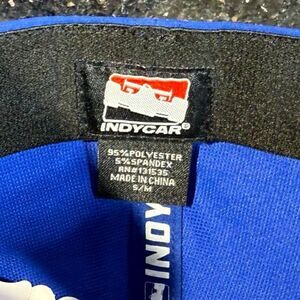 INDYCAR®
95% POLYESTER
5% SPANDEX
RN#131535
MADE IN CHINA
S/M
INDY